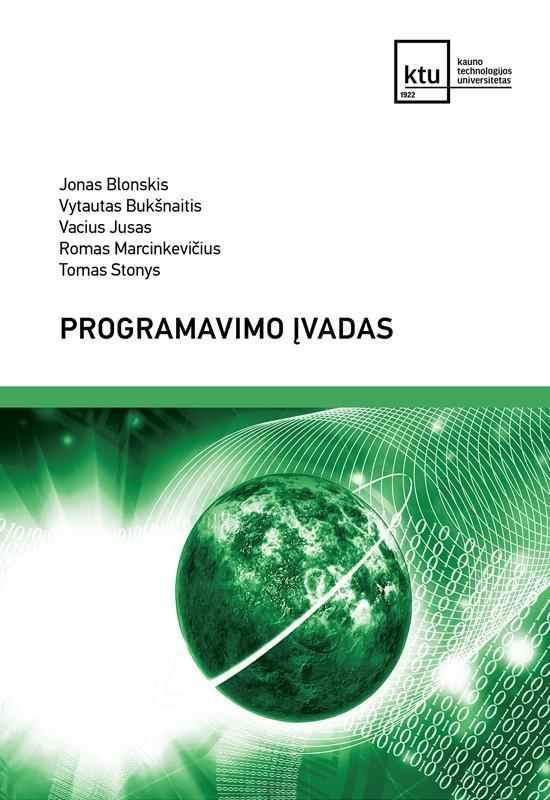 ktu
1922
kauno
technologijos
universitetas
Jonas Blonskis
Vytautas Bukšnaitis
Vacius Jusas
Romas Marcinkevičius
Tomas Stonys
PROGRAMAVIMO ĮVADAS